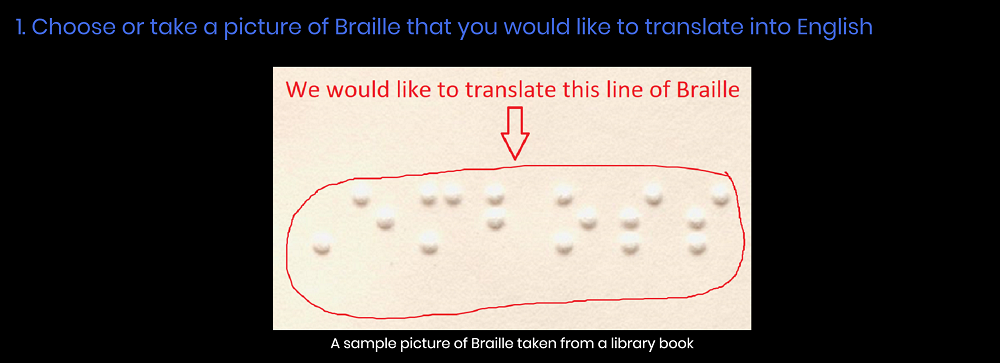 1. Choose or take a picture of Braille that you would like to translate into English
We would like to translate this line of Braille
⠠⠑⠍⠃⠕⠎⠎
A sample picture of Braille taken from a library book